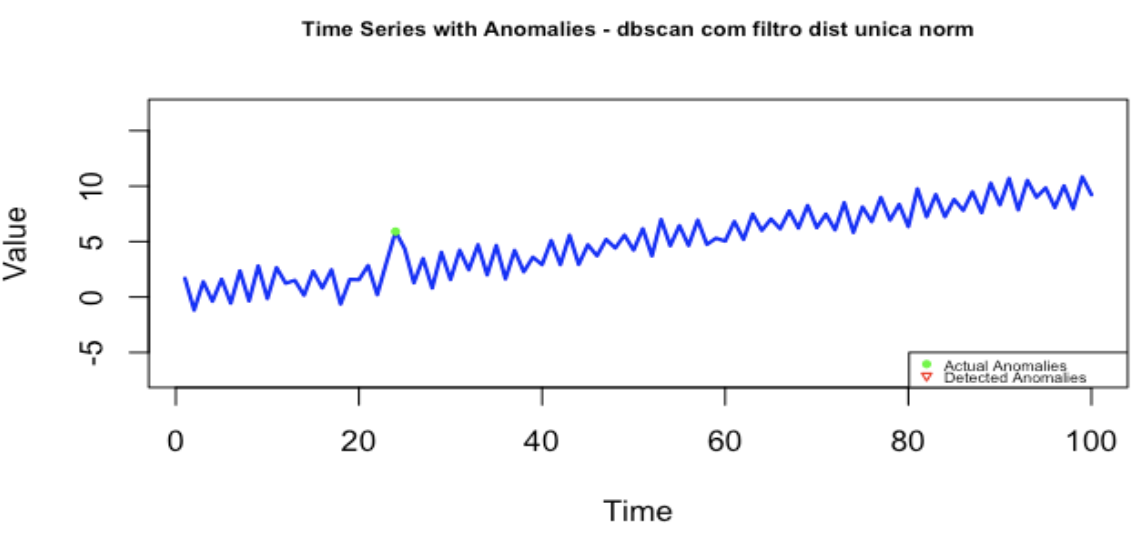 Time Series with Anomalies - dbscan com filtro dist unica norm
Value
10
5
0
-5
Actual Anomalies
Detected Anomalies
0 20 40 60 80 100
Time